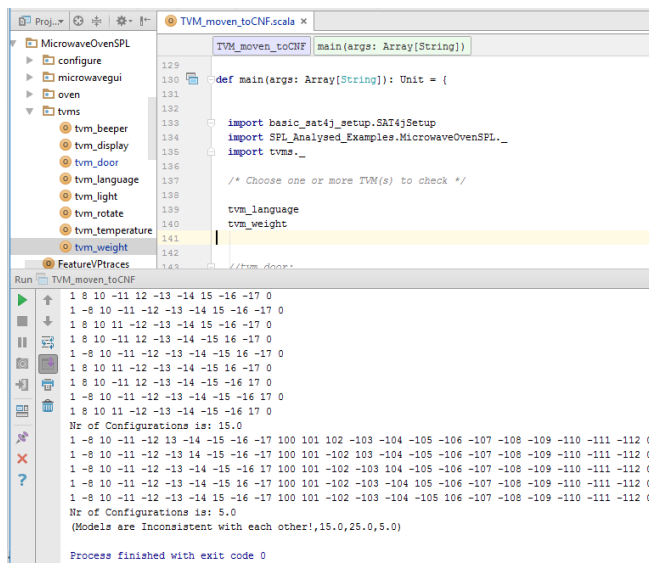 Proj...
TVM_moven_toCNF.scala ×
MicrowaveOvenSPL
configure
microwavegui
oven
tvms
tvm_beeper
tvm_display
tvm_door
tvm_language
tvm_light
tvm_rotate
tvm_temperature
tvm_weight
FeatureVPtraces
TVM_moven_toCNF main(args: Array[String])
129
130 def main(args: Array[String]): Unit = {
131
132
133 import basic_sat4j_setup.SAT4jSetup
134 import SPL_Analysed_Examples.MicrowaveOvenSPL._
135 import tvms._
136
137 /* Choose one or more TVM(s) to check */
138
139 tvm_language
140 tvm_weight
141
142
143 //tvm_door;
Run TVM_moven_toCNF
1 8 10 -11 12 -13 -14 15 -16 -17 0
1 -8 10 -11 -12 -13 -14 15 -16 -17 0
1 8 10 11 -12 -13 -14 15 -16 -17 0
1 8 10 -11 12 -13 -14 -15 16 -17 0
1 -8 10 -11 -12 -13 -14 -15 16 -17 0
1 8 10 11 -12 -13 -14 -15 16 -17 0
1 8 10 -11 12 -13 -14 -15 -16 17 0
1 -8 10 -11 -12 -13 -14 -15 -16 17 0
1 8 10 11 -12 -13 -14 -15 -16 17 0
Nr of Configurations is: 15.0
1 -8 10 -11 -12 13 -14 -15 -16 -17 100 101 102 -103 -104 -105 -106 -107 -108 -109 -110 -111 -112 0
1 -8 10 -11 -12 -13 14 -15 -16 -17 100 101 -102 103 -104 -105 -106 -107 -108 -109 -110 -111 -112 0
1 -8 10 -11 -12 -13 -14 -15 -16 17 100 101 -102 -103 104 -105 -106 -107 -108 -109 -110 -111 -112 0
1 -8 10 -11 -12 -13 -14 -15 16 -17 100 101 -102 -103 -104 105 -106 -107 -108 -109 -110 -111 -112 0
1 -8 10 -11 -12 -13 -14 15 -16 -17 100 101 -102 -103 -104 -105 106 -107 -108 -109 -110 -111 -112 0
Nr of Configurations is: 5.0
(Models are Inconsistent with each other!,15.0,25.0,5.0)
Process finished with exit code 0